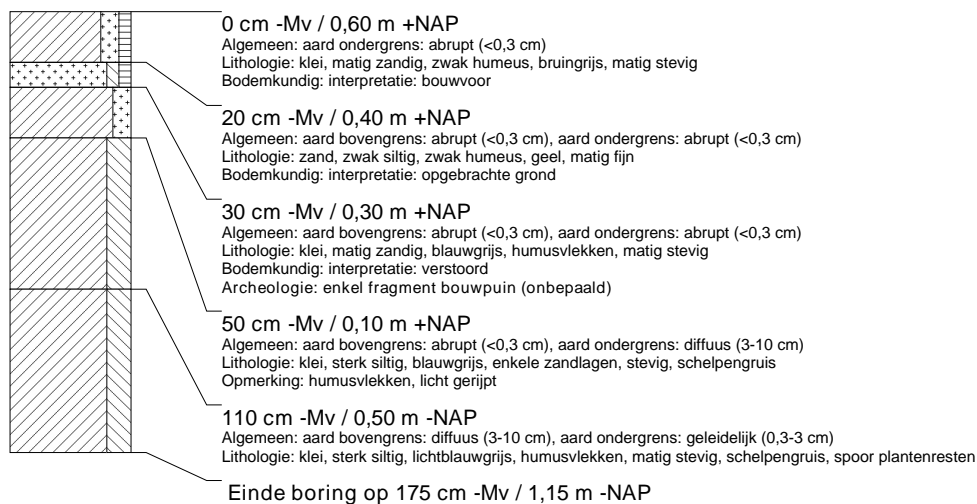 0 cm -Mv / 0,60 m +NAP
Algemeen: aard ondergrens: abrupt (<0,3 cm)
Lithologie: klei, matig zandig, zwak humeus, bruingrijs, matig stevig
Bodemkundig: interpretatie: bouwvoor
20 cm -Mv / 0,40 m +NAP
Algemeen: aard bovengrens: abrupt (<0,3 cm), aard ondergrens: abrupt (<0,3 cm)
Lithologie: zand, zwak siltig, zwak humeus, geel, matig fijn
Bodemkundig: interpretatie: opgebrachte grond
30 cm -Mv / 0,30 m +NAP
Algemeen: aard bovengrens: abrupt (<0,3 cm), aard ondergrens: abrupt (<0,3 cm)
Lithologie: klei, matig zandig, blauwgrijs, humusvlekken, matig stevig
Bodemkundig: interpretatie: verstoord
Archeologie: enkel fragment bouwpuin (onbepaald)
50 cm -Mv / 0,10 m +NAP
Algemeen: aard bovengrens: abrupt (<0,3 cm), aard ondergrens: diffuus (3-10 cm)
Lithologie: klei, sterk siltig, blauwgrijs, enkele zandlagen, stevig, schelpengruis
Opmerking: humusvlekken, licht gerijpt
110 cm -Mv / 0,50 m -NAP
Algemeen: aard bovengrens: diffuus (3-10 cm), aard ondergrens: geleidelijk (0,3-3 cm)
Lithologie: klei, sterk siltig, lichtblauwgrijs, humusvlekken, matig stevig, schelpengruis, spoor plantenresten
Einde boring op 175 cm -Mv / 1,15 m -NAP